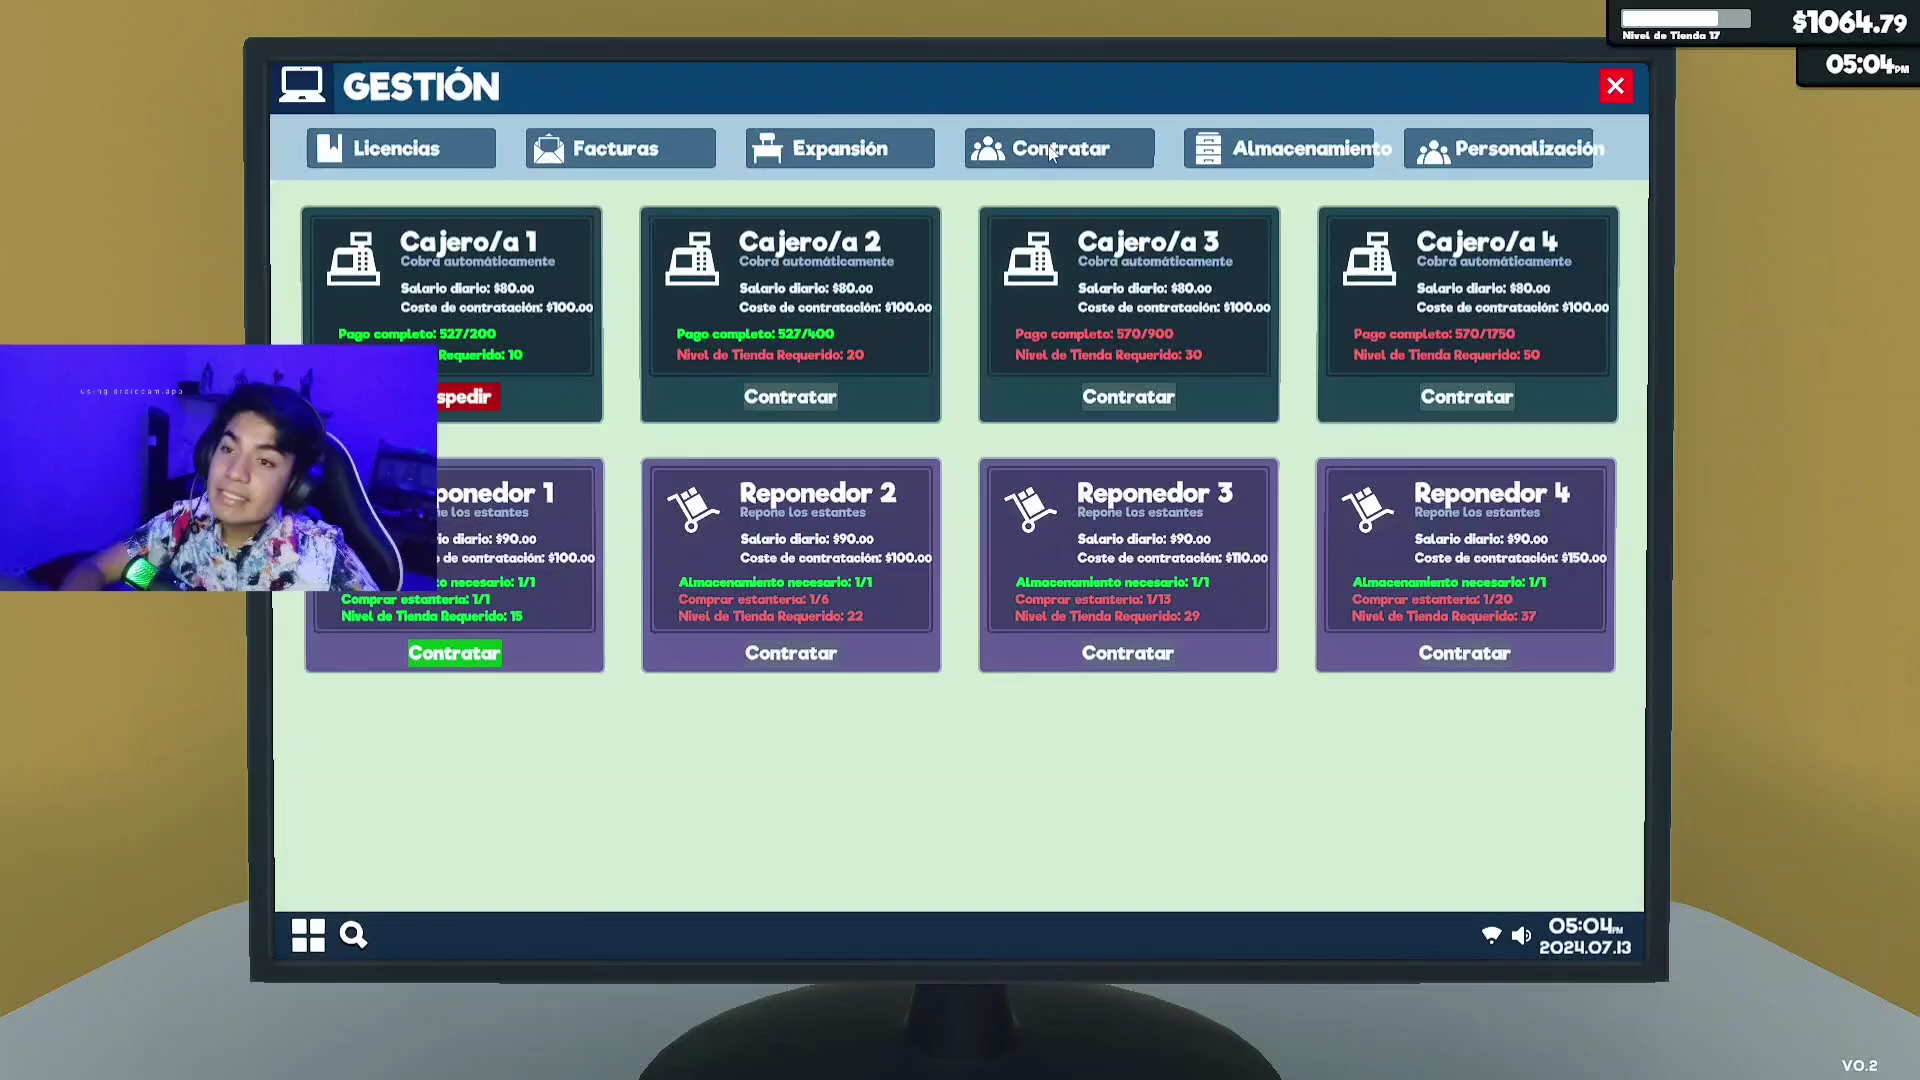 $1064.79
Nivel de Tienda 17
05:04PM
GESTIÓN
Licencias
Facturas
Expansión
Contratar
Almacenamiento
Personalización
Cajero/a 1
Cobra automáticamente
Salario diario: $80.00
Coste de contratación: $100.00
Pago completo: 527/200
Requerido: 10
spedir
Cajero/a 2
Cobra automáticamente
Salario diario: $80.00
Coste de contratación: $100.00
Pago completo: 527/400
Nivel de Tienda Requerido: 20
Contratar
Cajero/a 3
Cobra automáticamente
Salario diario: $80.00
Coste de contratación: $100.00
Pago completo: 570/900
Nivel de Tienda Requerido: 30
Contratar
Cajero/a 4
Cobra automáticamente
Salario diario: $80.00
Coste de contratación: $100.00
Pago completo: 570/1750
Nivel de Tienda Requerido: 50
Contratar
using droidcam.app
ponedor 1
ne los estantes
io diario: $90.00
e de contratación: $100.00
to necesario: 1/1
Comprar estantería: 1/1
Nivel de Tienda Requerido: 15
Contratar
Reponedor 2
Repone los estantes
Salario diario: $90.00
Coste de contratación: $100.00
Almacenamiento necesario: 1/1
Comprar estantería: 1/6
Nivel de Tienda Requerido: 22
Contratar
Reponedor 3
Repone los estantes
Salario diario: $90.00
Coste de contratación: $110.00
Almacenamiento necesario: 1/1
Comprar estantería: 1/13
Nivel de Tienda Requerido: 29
Contratar
Reponedor 4
Repone los estantes
Salario diario: $90.00
Coste de contratación: $150.00
Almacenamiento necesario: 1/1
Comprar estantería: 1/20
Nivel de Tienda Requerido: 37
Contratar
05:04PM
2024.07.13
V0.2